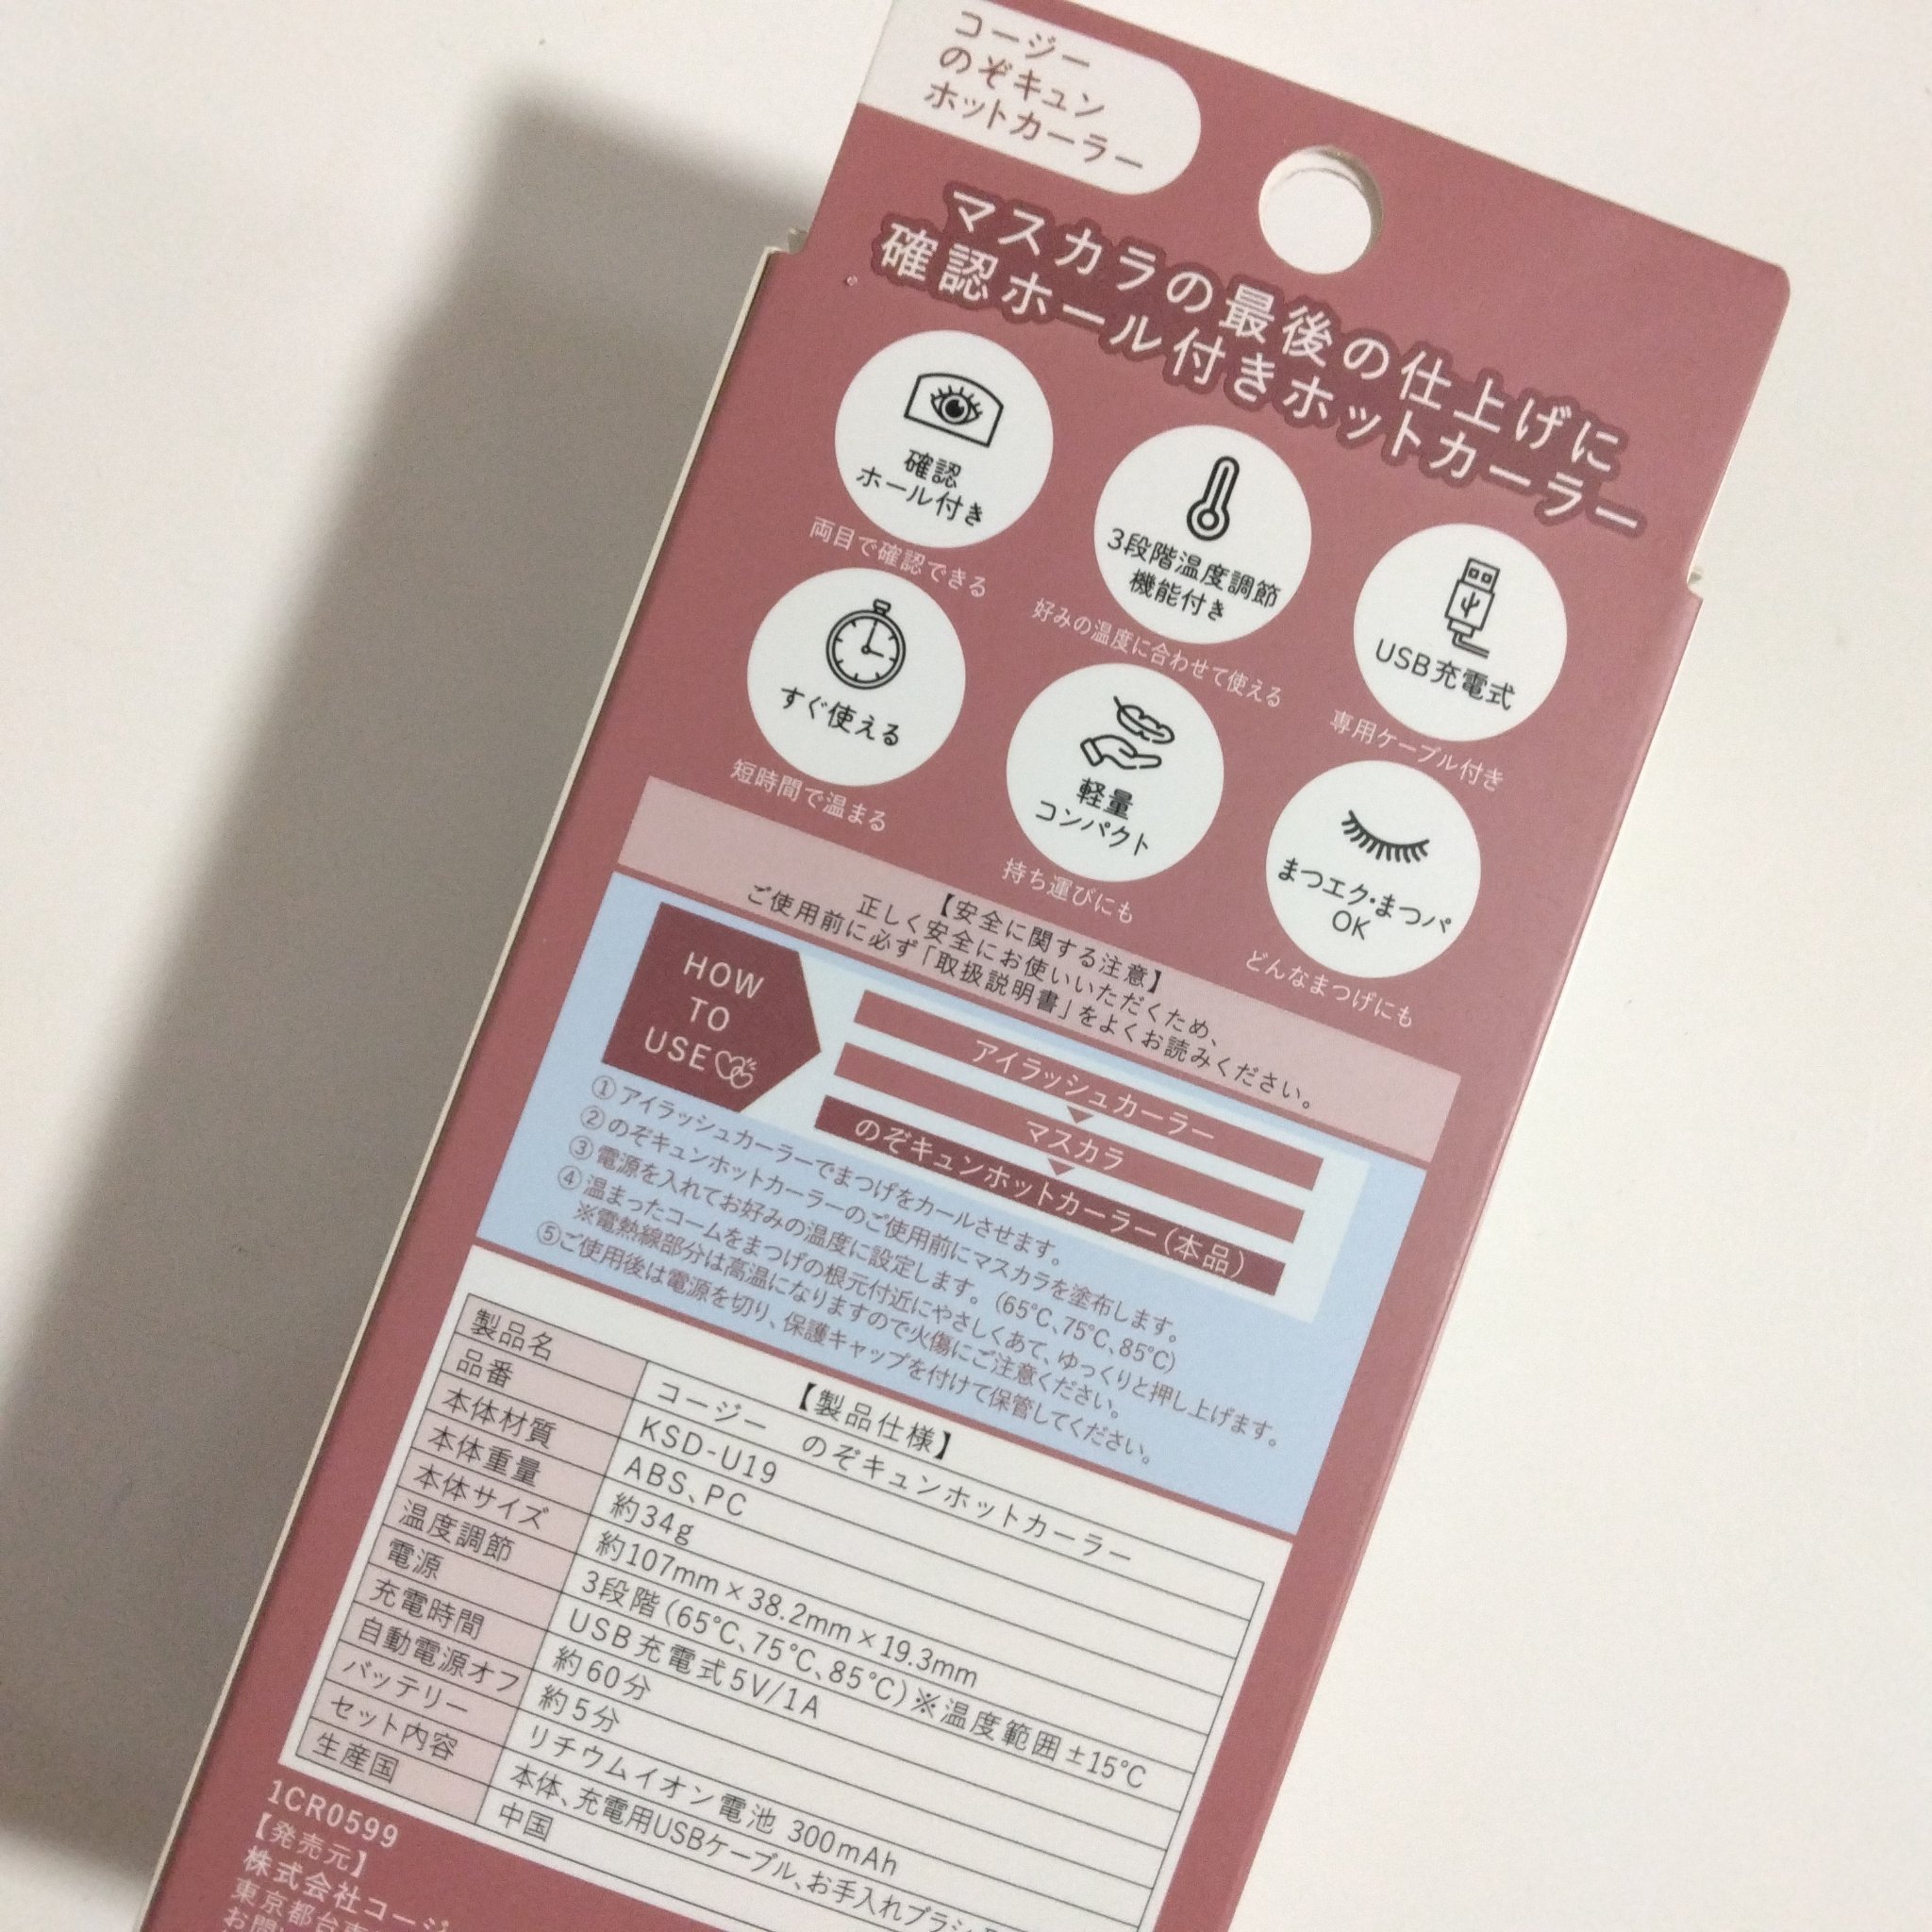 コージー
のぞキュン
ホットカーラー
マスカラの最後の仕上げに
確認ホール付きホットカーラー
確認
ホール付き
両目で確認できる
3段階温度調節
機能付き
好みの温度に合わせて使える
USB充電式
専用ケーブル付き
すぐ使える
短時間で温まる
軽量
コンパクト
持ち運びにも
まつエク・まつパ
OK
どんなまつげにも
【安全に関する注意】
正しく安全にお使いいただくため、
ご使用前に必ず「取扱説明書」をよくお読みください。
HOW
TO
USE
アイラッシュカーラー
マスカラ
のぞキュンホットカーラー(本品)
①アイラッシュカーラーでまつげをカールさせます。
②のぞキュンホットカーラーのご使用前にマスカラを塗布します。
③電源を入れてお好みの温度に設定します。(65℃、75℃、85℃)
④温まったコームをまつげの根元付近にやさしくあて、ゆっくりと押し上げます。
※電熱線部分は高温になりますので火傷にご注意ください。
⑤ご使用後は電源を切り、保護キャップを付けて保管してください。
【製品仕様】
製品名 コージー のぞキュンホットカーラー
品番 KSD-U19
本体材質 ABS、PC
本体重量 約34g
本体サイズ 約107mm×38.2mm×19.3mm
温度調節 3段階(65℃、75℃、85℃)※温度範囲±15℃
電源 USB充電式5V/1A
充電時間 約60分
自動電源オフ 約5分
バッテリー リチウムイオン電池 300mAh
セット内容 本体、充電用USBケーブル、お手入れブラシ
生産国 中国
1CR0599
【発売元】
株式会社コージー
東京都台東
お問